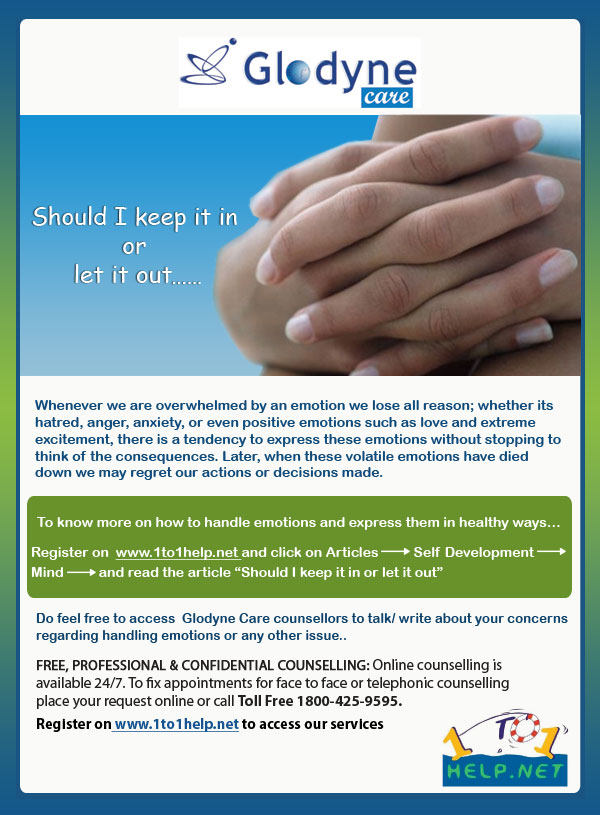 Glodyne
care
Should I keep it in
or
let it out......
Whenever we are overwhelmed by an emotion we lose all reason; whether its
hatred, anger, anxiety, or even positive emotions such as love and extreme
excitement, there is a tendency to express these emotions without stopping to
think of the consequences. Later, when these volatile emotions have died
down we may regret our actions or decisions made.
To know more on how to handle emotions and express them in healthy ways…
Register on www.1to1help.net and click on Articles → Self Development →
Mind → and read the article “Should I keep it in or let it out”
Do feel free to access Glodyne Care counsellors to talk/ write about your concerns
regarding handling emotions or any other issue..
FREE, PROFESSIONAL & CONFIDENTIAL COUNSELLING: Online counselling is
available 24/7. To fix appointments for face to face or telephonic counselling
place your request online or call Toll Free 1800-425-9595.
Register on www.1to1help.net to access our services
1 TO 1
HELP.NET